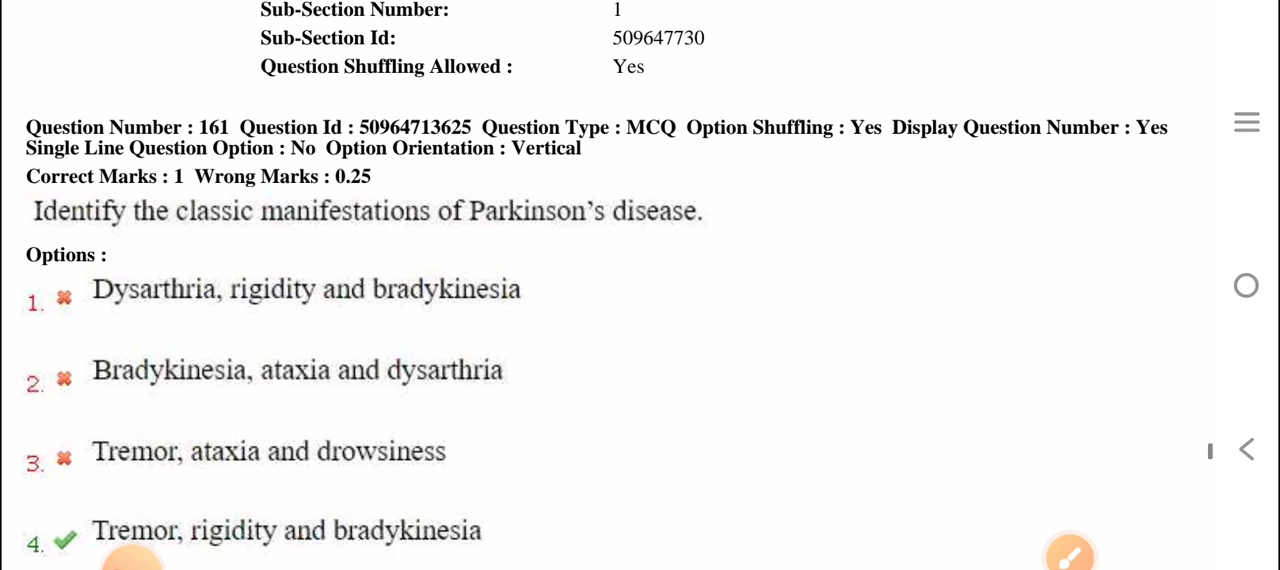 Sub-Section Number: 1
Sub-Section Id: 509647730
Question Shuffling Allowed : Yes
Question Number : 161 Question Id : 50964713625 Question Type : MCQ Option Shuffling : Yes Display Question Number : Yes
Single Line Question Option : No Option Orientation : Vertical
Correct Marks : 1 Wrong Marks : 0.25
Identify the classic manifestations of Parkinson's disease.
Options :
1. Dysarthria, rigidity and bradykinesia
2. Bradykinesia, ataxia and dysarthria
3. Tremor, ataxia and drowsiness
4. Tremor, rigidity and bradykinesia